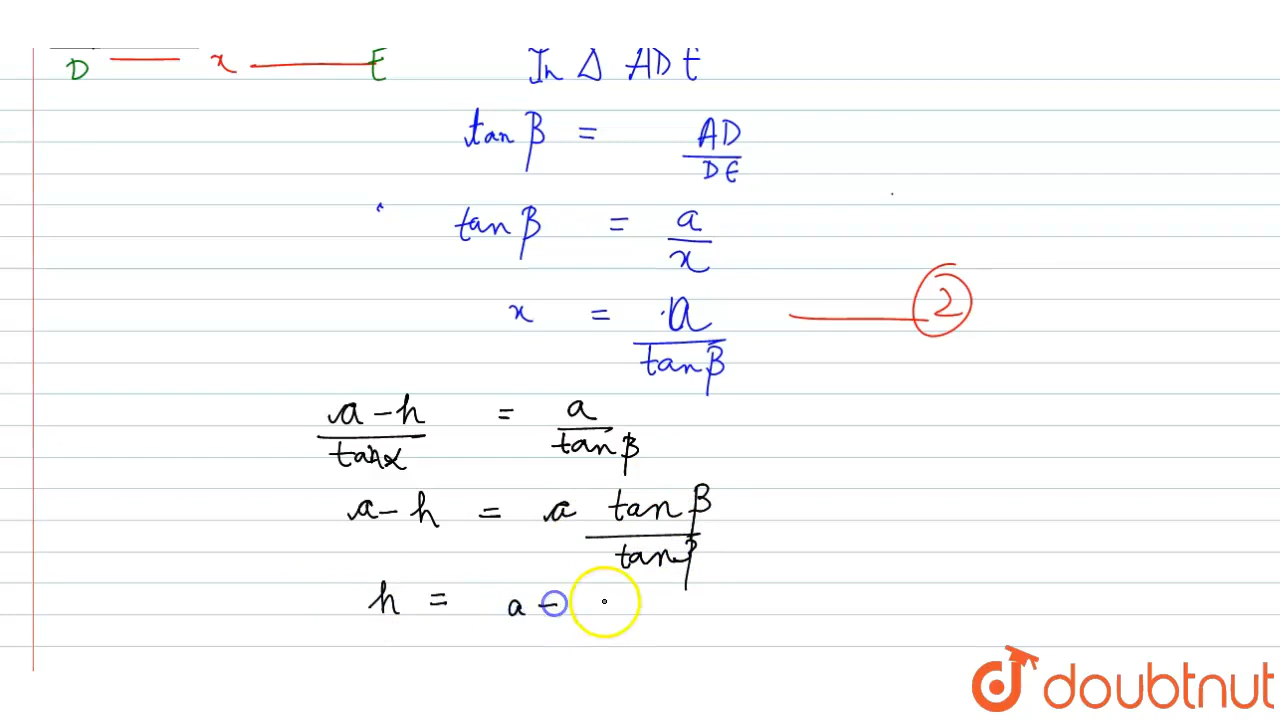 D — x — E In Δ ADE
tan β = AD/DE
tan β = a/x
x = a/tan β — 2
a - h/tan α = a/tan β
a - h = a tan β/tan β
h = a -
doubtnut